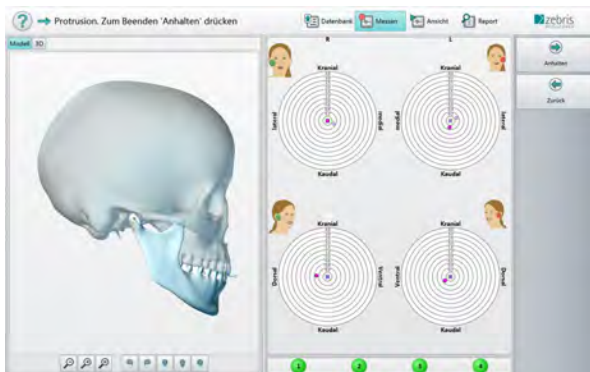 ? Protrusion. Zum Beenden 'Anhalten' drücken
Datenbank Messen Ansicht Report zebris
Modell 3D
R L
Anhalten
Zurück
Kranial Kranial
lateral medial medial lateral
Kaudal Kaudal
Kranial Kranial
Dorsal Ventral Ventral Dorsal
Kaudal Kaudal
1 2 3 4